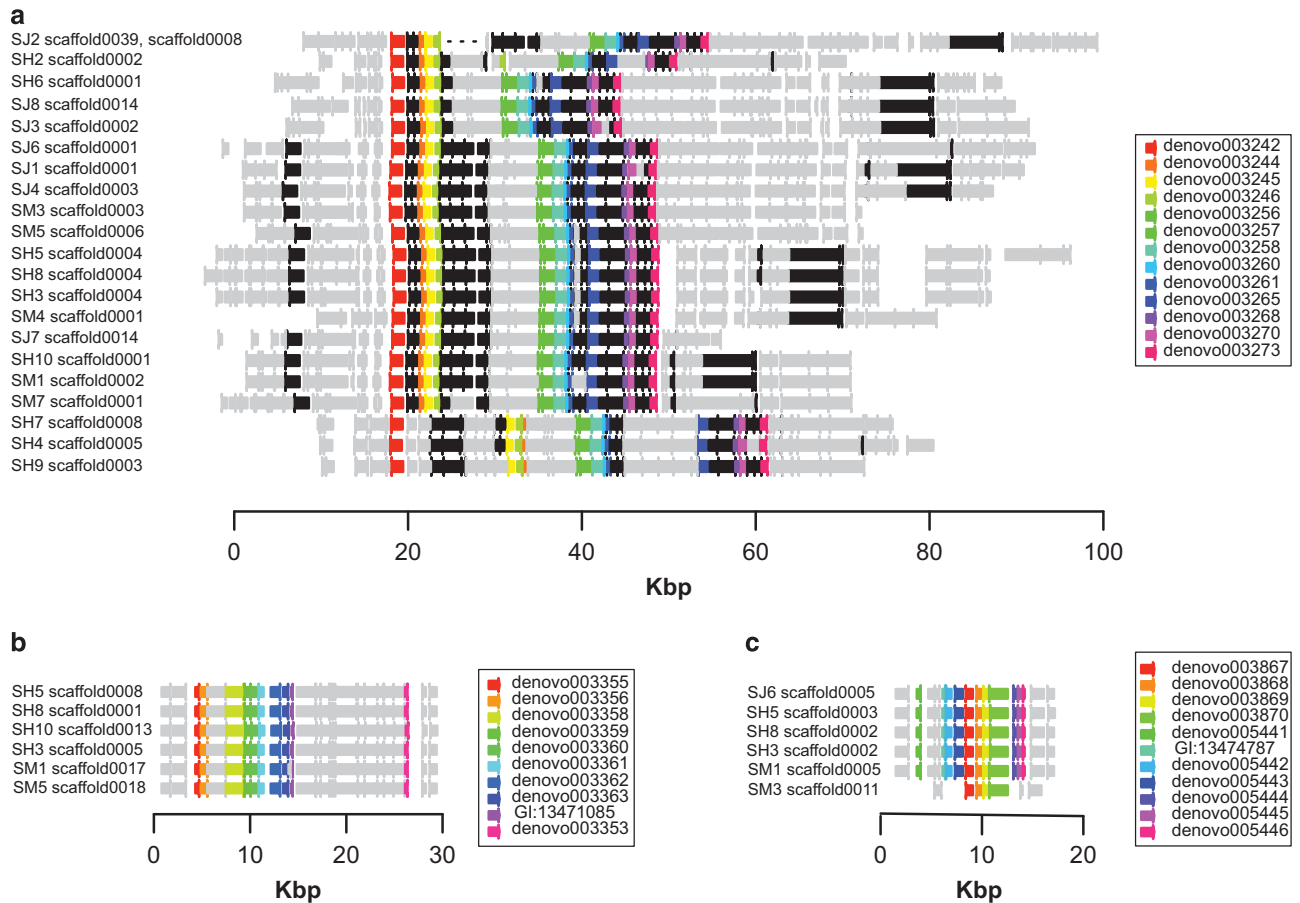 a
SJ2 scaffold0039, scaffold0008
SH2 scaffold0002
SH6 scaffold0001
SJ8 scaffold0014
SJ3 scaffold0002
SJ6 scaffold0001
SJ1 scaffold0001
SJ4 scaffold0003
SM3 scaffold0003
SM5 scaffold0006
SH5 scaffold0004
SH8 scaffold0004
SH3 scaffold0004
SM4 scaffold0001
SJ7 scaffold0014
SH10 scaffold0001
SM1 scaffold0002
SM7 scaffold0001
SH7 scaffold0008
SH4 scaffold0005
SH9 scaffold0003
denovo003242
denovo003244
denovo003245
denovo003246
denovo003256
denovo003257
denovo003258
denovo003260
denovo003261
denovo003265
denovo003268
denovo003270
denovo003273
0 20 40 60 80 100
Kbp
b
SH5 scaffold0008
SH8 scaffold0001
SH10 scaffold0013
SH3 scaffold0005
SM1 scaffold0017
SM5 scaffold0018
0 10 20 30
Kbp
denovo003355
denovo003356
denovo003358
denovo003359
denovo003360
denovo003361
denovo003362
denovo003363
GI:13471085
denovo003353
c
SJ6 scaffold0005
SH5 scaffold0003
SH8 scaffold0002
SH3 scaffold0002
SM1 scaffold0005
SM3 scaffold0011
0 10 20
Kbp
denovo003867
denovo003868
denovo003869
denovo003870
denovo005441
GI:13474787
denovo005442
denovo005443
denovo005444
denovo005445
denovo005446